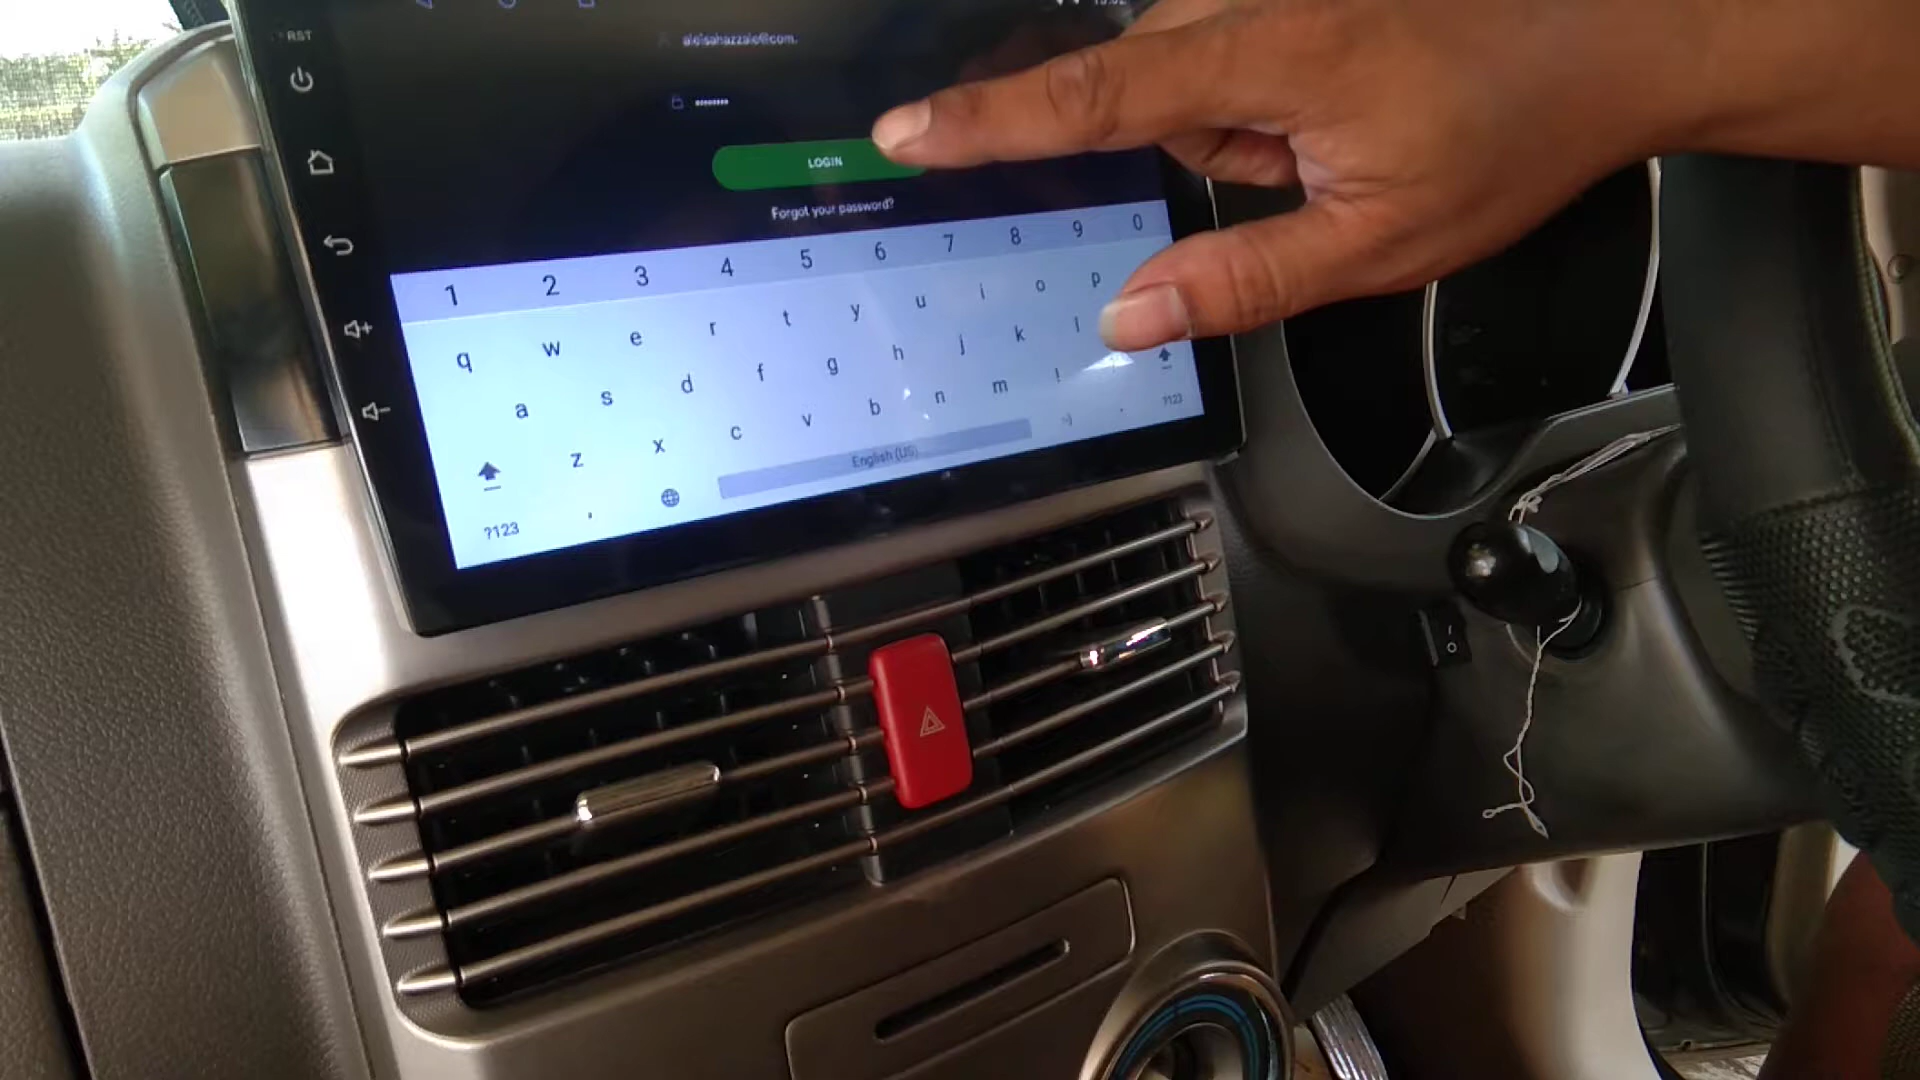 RST
LOGIN
Forgot your password?
1 2 3 4 5 6 7 8 9 0
q w e r t y u i o p
a s d f g h j k l
z x c v b n m !
?123 , English (US) :-) . ?123